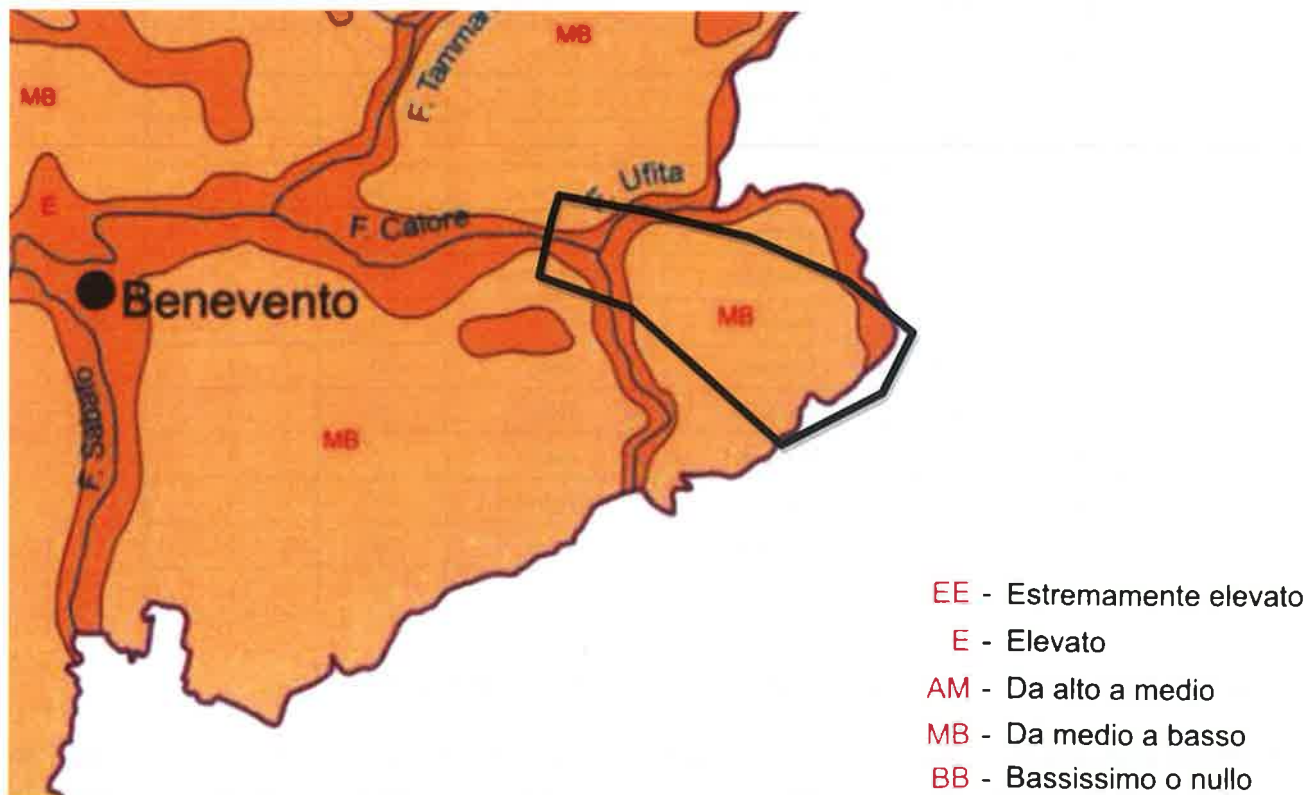 MB
MB
F. Tamma
E
F. Ufita
F. Calore
Benevento
MB
F. Sabato
MB
EE - Estremamente elevato
E - Elevato
AM - Da alto a medio
MB - Da medio a basso
BB - Bassissimo o nullo